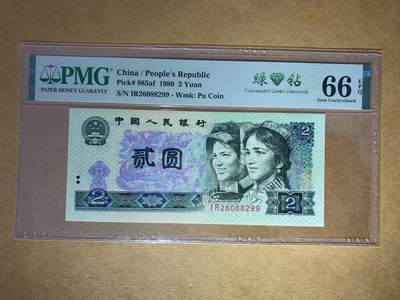 PMG
PAPER MONEY GUARANTY
China / People's Republic
Pick# 885af 1980 2 Yuan
S/N IR26088299 - Wmk: Pu Coin
绿 钻
Fluorescent Green Diamonds
66 EPQ
Gem Uncirculated
中国人民银行
2
贰圆
IR26088299
2
2